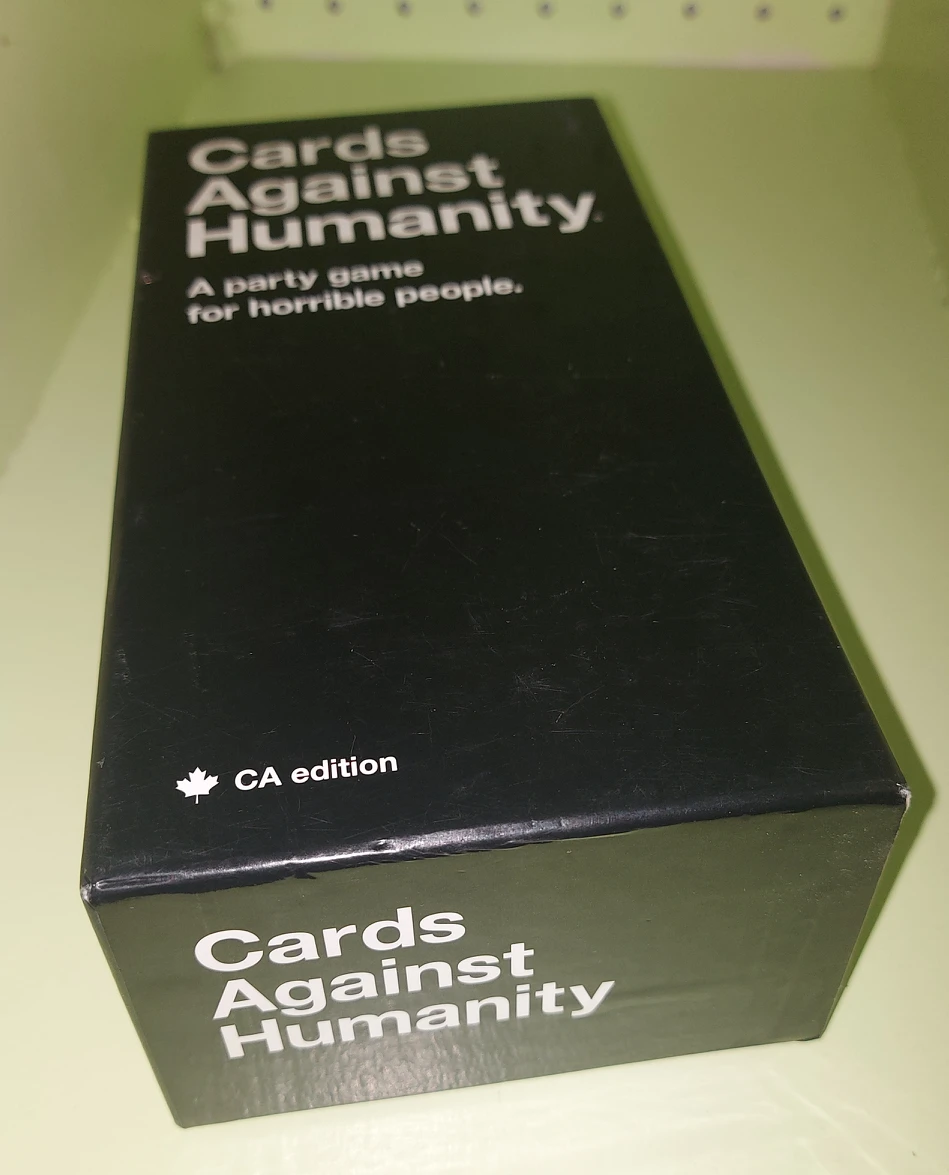 Cards
Against
Humanity
A party game
for horrible people.
CA edition
Cards
Against
Humanity